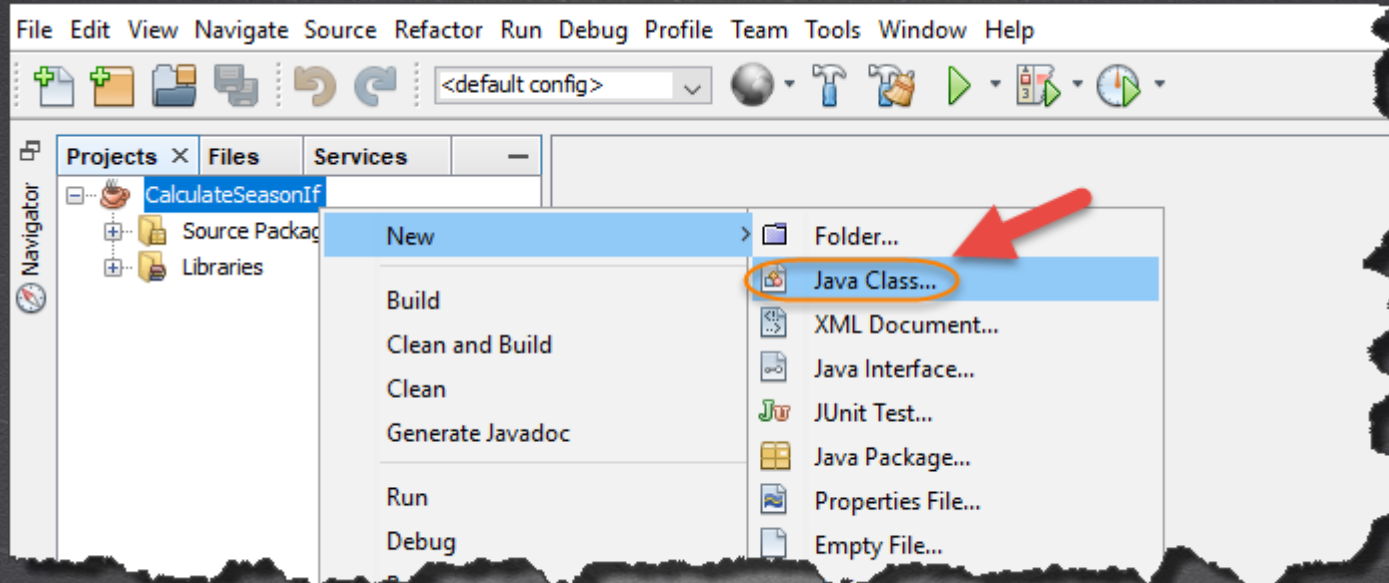 File Edit View Navigate Source Refactor Run Debug Profile Team Tools Window Help
<default config>
Projects Files Services
Navigator
CalculateSeasonIf
Source Packag
Libraries
New
Build
Clean and Build
Clean
Generate Javadoc
Run
Debug
Folder...
Java Class...
XML Document...
Java Interface...
JUnit Test...
Java Package...
Properties File...
Empty File...